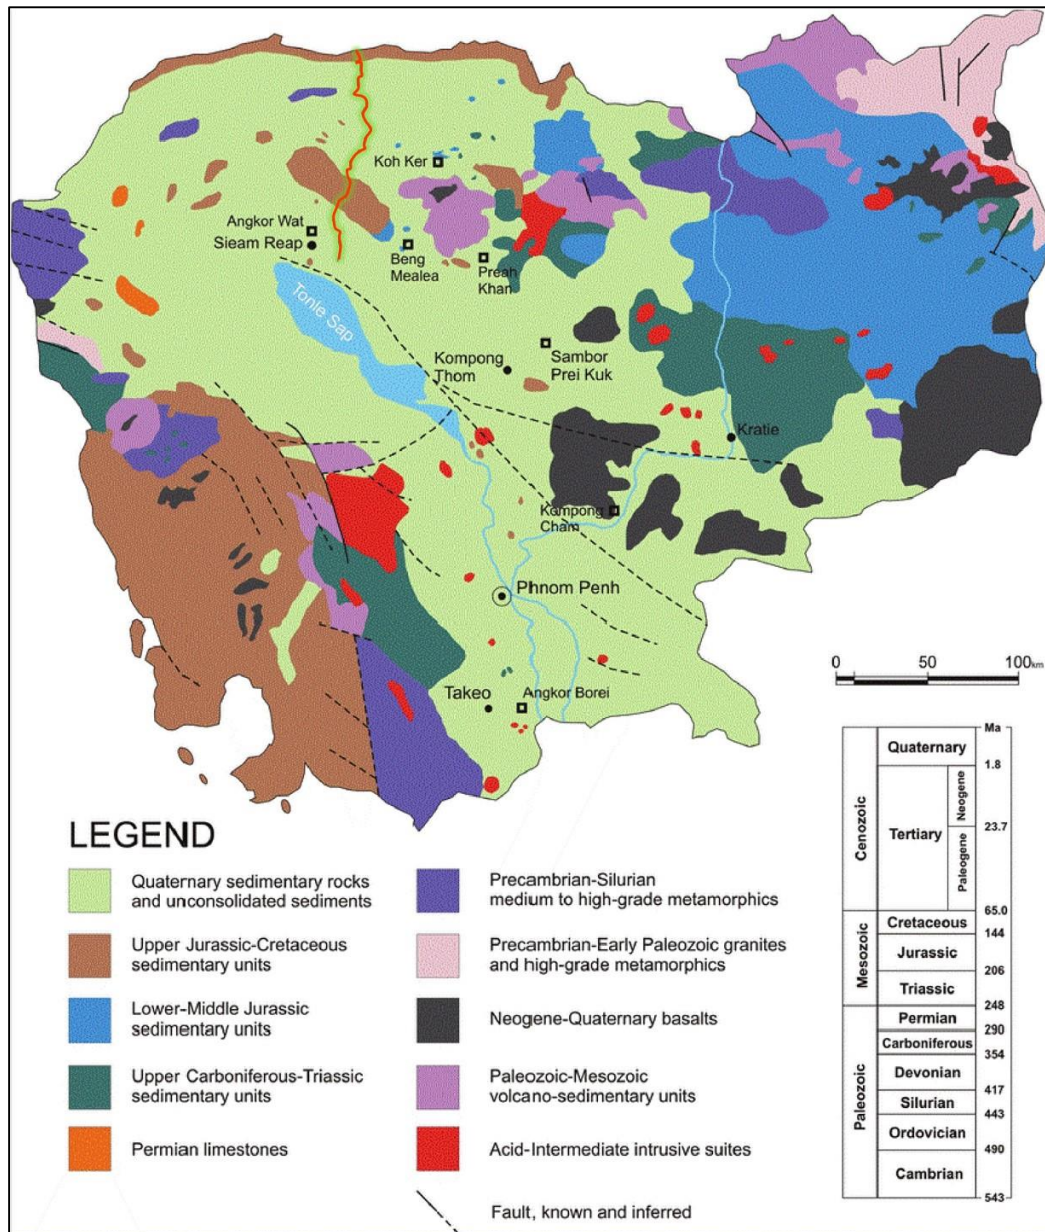 Koh Ker
Angkor Wat
Sieam Reap
Beng
Mealea
Preah
Khan
Tonle Sap
Kompong
Thom
Sambor
Prei Kuk
Kratie
Kompong
Cham
Phnom Penh
Takeo
Angkor Borei
0 50 100km
LEGEND
Quaternary sedimentary rocks
and unconsolidated sediments
Upper Jurassic-Cretaceous
sedimentary units
Lower-Middle Jurassic
sedimentary units
Upper Carboniferous-Triassic
sedimentary units
Permian limestones
Precambrian-Silurian
medium to high-grade metamorphics
Precambrian-Early Paleozoic granites
and high-grade metamorphics
Neogene-Quaternary basalts
Paleozoic-Mesozoic
volcano-sedimentary units
Acid-Intermediate intrusive suites
Fault, known and inferred
Ma
Cenozoic
Quaternary
1.8
Tertiary
Neogene
23.7
Paleogene
65.0
Mesozoic
Cretaceous
144
Jurassic
206
Triassic
248
Paleozoic
Permian
290
Carboniferous
354
Devonian
417
Silurian
443
Ordovician
490
Cambrian
543